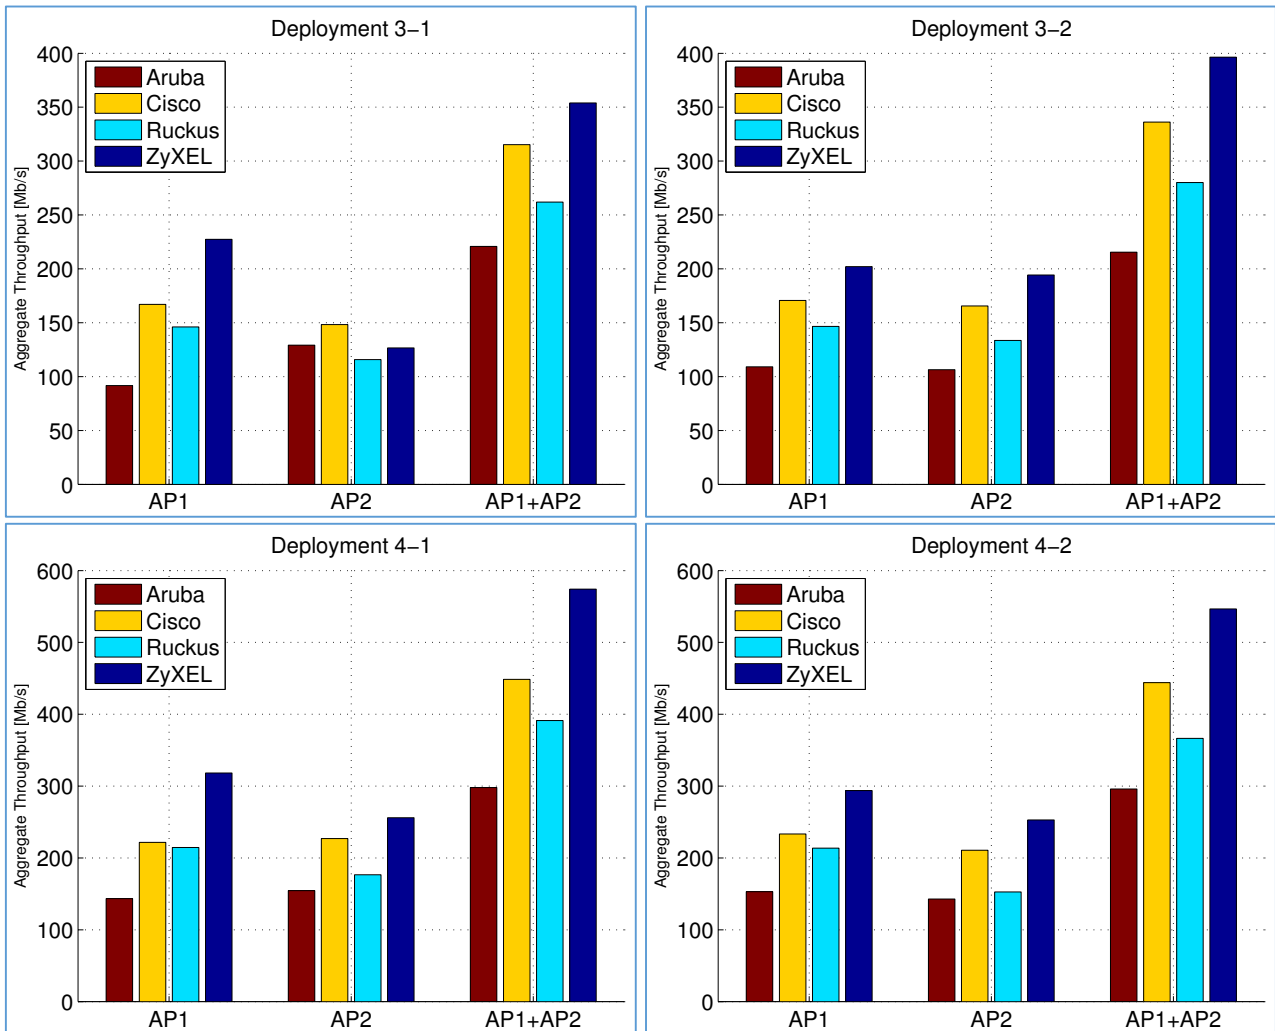 Deployment 3−1
400
350
300
250
200
150
100
50
0
Aggregate Throughput [Mb/s]
Aruba
Cisco
Ruckus
ZyXEL
AP1 AP2 AP1+AP2
Deployment 3−2
400
350
300
250
200
150
100
50
0
Aggregate Throughput [Mb/s]
Aruba
Cisco
Ruckus
ZyXEL
AP1 AP2 AP1+AP2
Deployment 4−1
600
500
400
300
200
100
0
Aggregate Throughput [Mb/s]
Aruba
Cisco
Ruckus
ZyXEL
AP1 AP2 AP1+AP2
Deployment 4−2
600
500
400
300
200
100
0
Aggregate Throughput [Mb/s]
Aruba
Cisco
Ruckus
ZyXEL
AP1 AP2 AP1+AP2